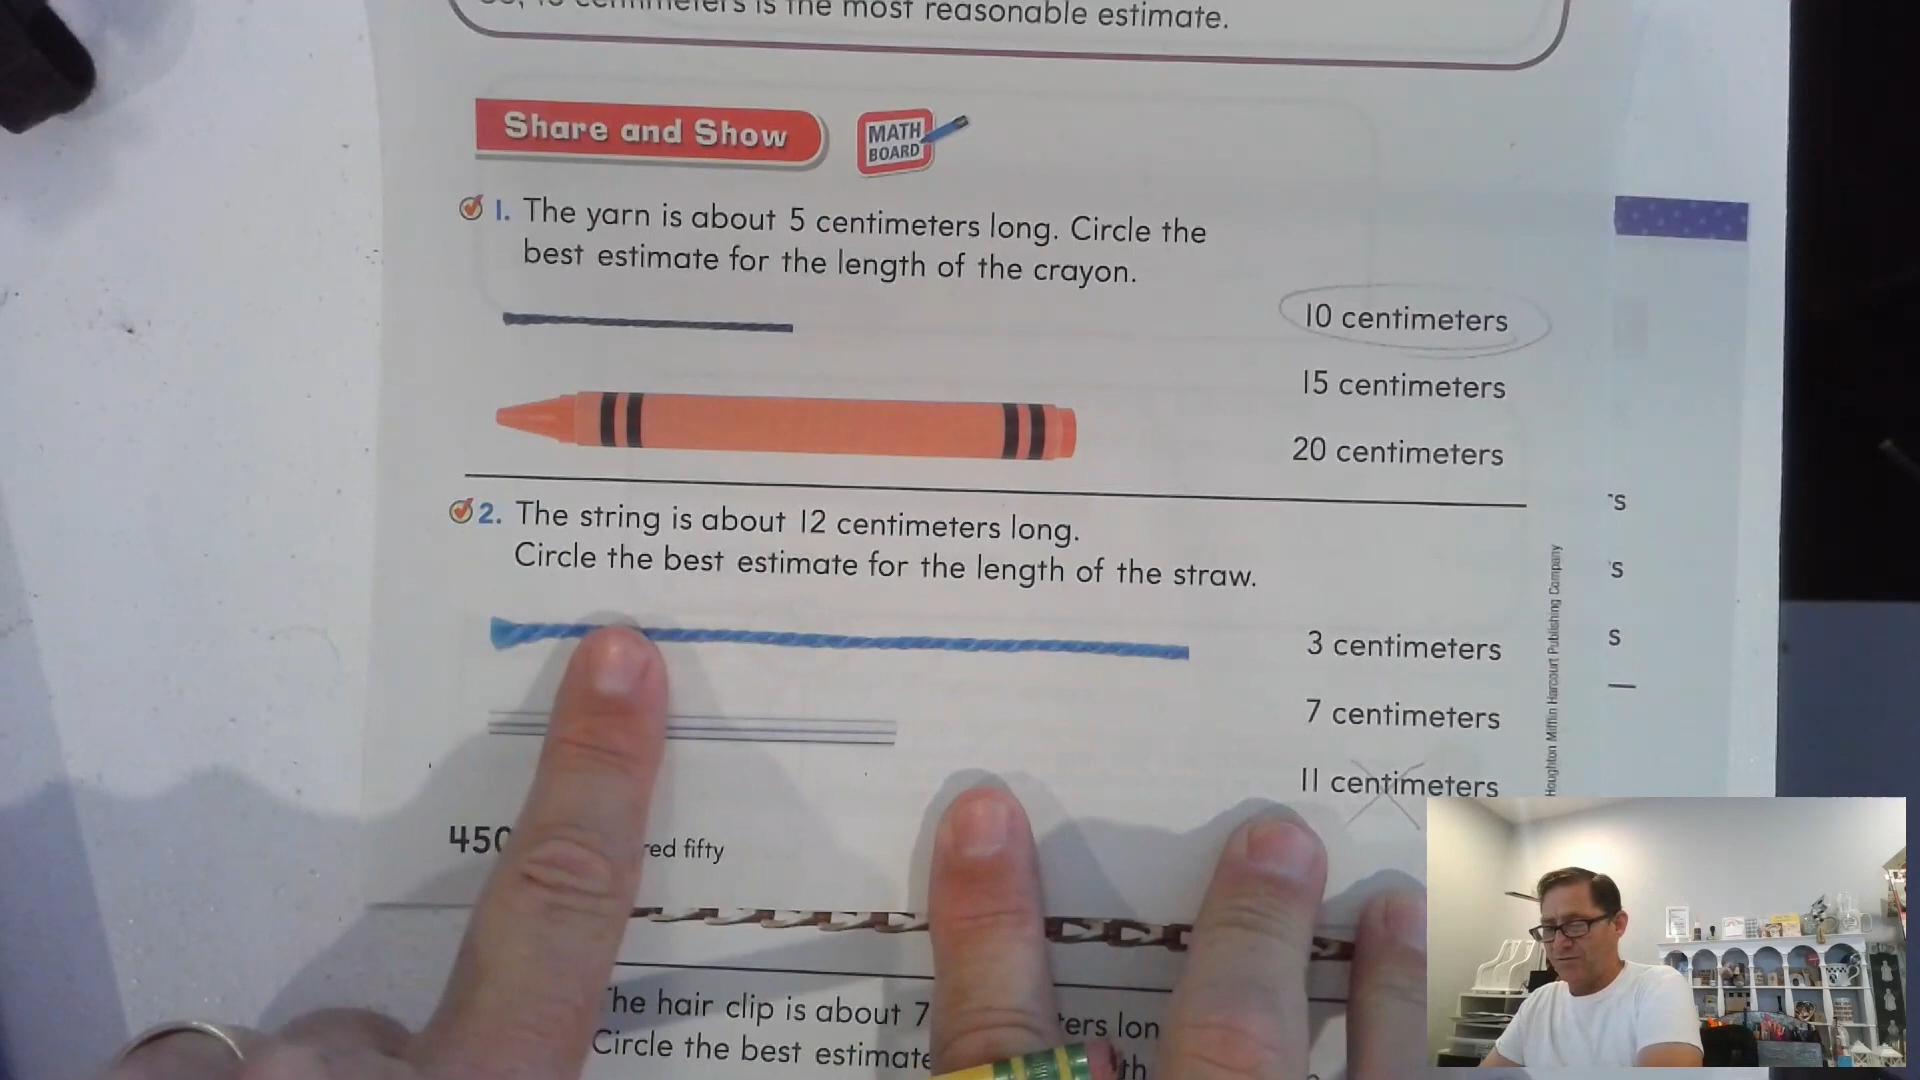 is the most reasonable estimate.
Share and Show
MATH
BOARD
1. The yarn is about 5 centimeters long. Circle the
best estimate for the length of the crayon.
10 centimeters
15 centimeters
20 centimeters
2. The string is about 12 centimeters long.
Circle the best estimate for the length of the straw.
3 centimeters
7 centimeters
11 centimeters
Houghton Mifflin Harcourt Publishing Company
's
's
s
450
red fifty
he hair clip is about 7
ers lon
Circle the best estimate
th